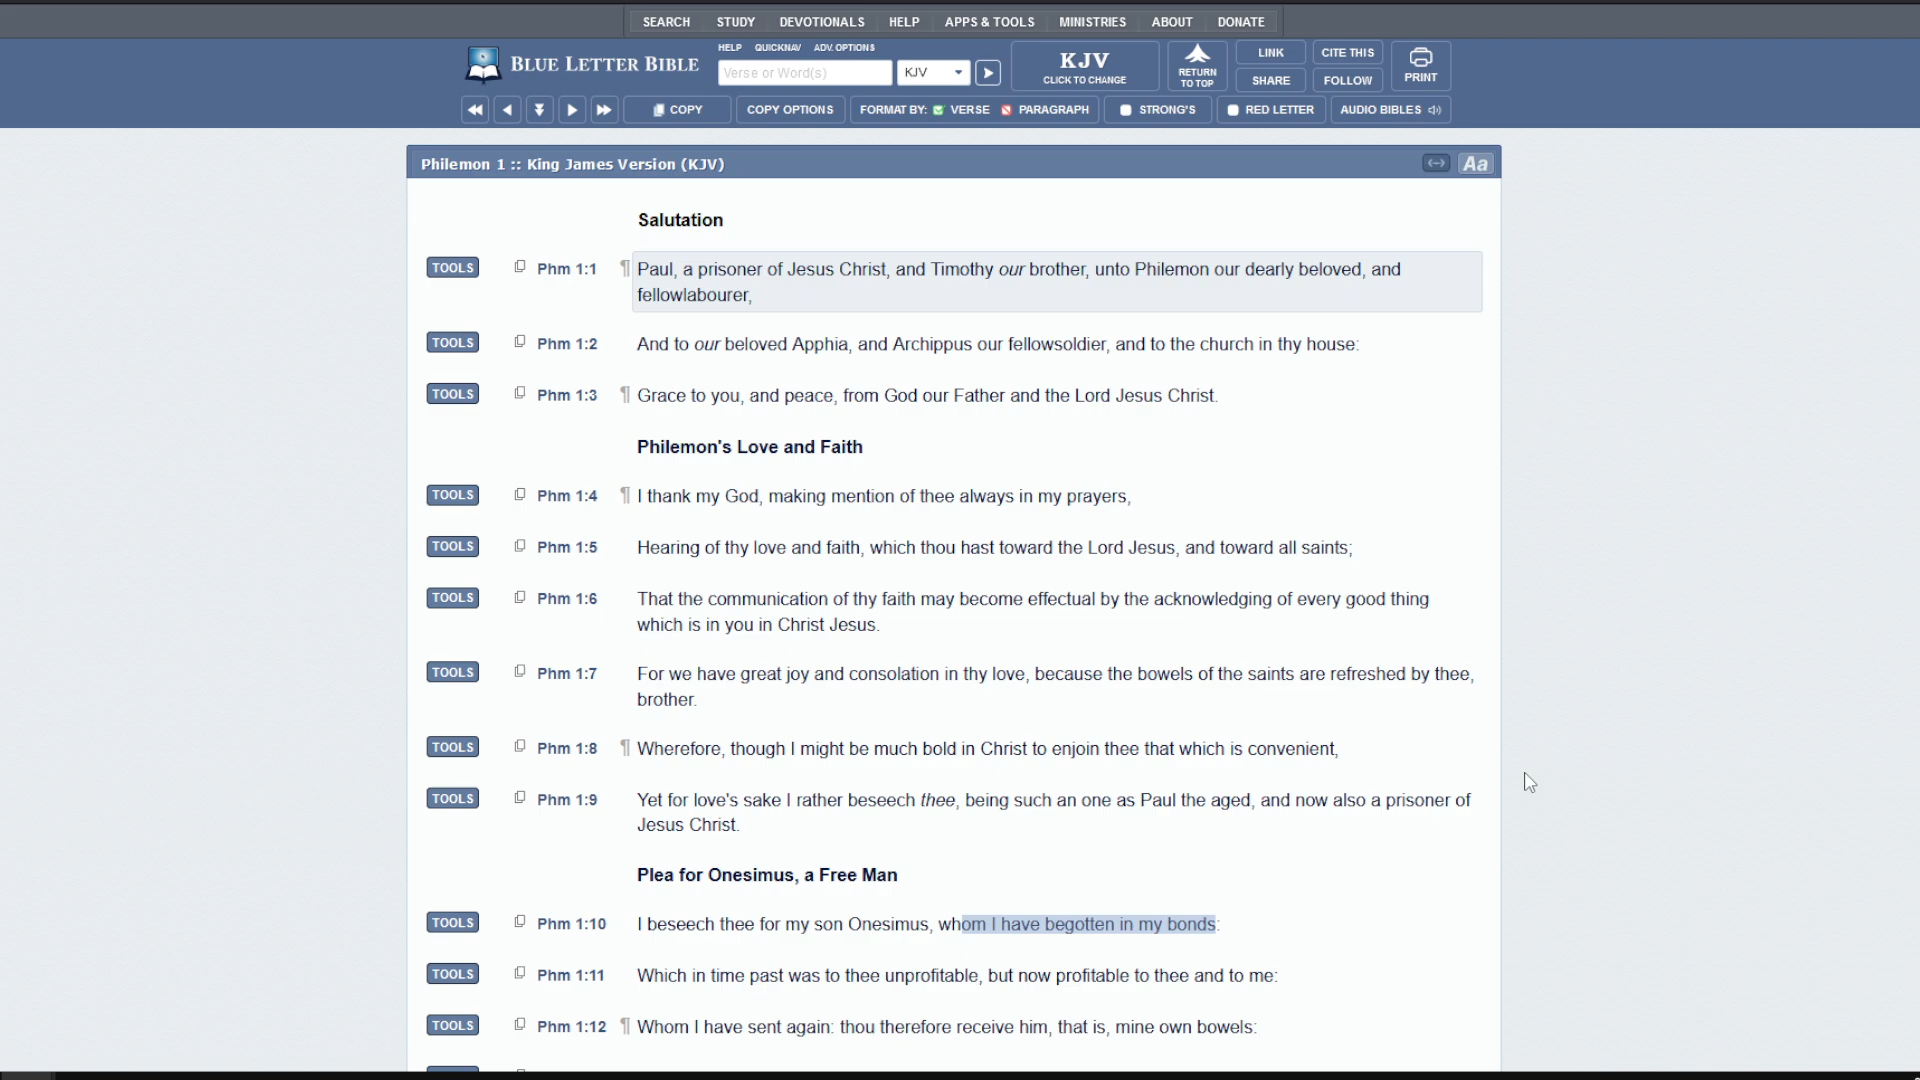 SEARCH STUDY DEVOTIONALS HELP APPS & TOOLS MINISTRIES ABOUT DONATE
BLUE LETTER BIBLE
HELP QUICKNAV ADV. OPTIONS
Verse or Word(s) KJV
KJV
CLICK TO CHANGE
RETURN
TO TOP
LINK CITE THIS
SHARE FOLLOW
PRINT
COPY COPY OPTIONS FORMAT BY: VERSE PARAGRAPH STRONG'S RED LETTER AUDIO BIBLES
Philemon 1 :: King James Version (KJV) Aa
Salutation
TOOLS Phm 1:1 ¶ Paul, a prisoner of Jesus Christ, and Timothy our brother, unto Philemon our dearly beloved, and
fellowlabourer,
TOOLS Phm 1:2 And to our beloved Apphia, and Archippus our fellowsoldier, and to the church in thy house:
TOOLS Phm 1:3 ¶ Grace to you, and peace, from God our Father and the Lord Jesus Christ.
Philemon's Love and Faith
TOOLS Phm 1:4 ¶ I thank my God, making mention of thee always in my prayers,
TOOLS Phm 1:5 Hearing of thy love and faith, which thou hast toward the Lord Jesus, and toward all saints;
TOOLS Phm 1:6 That the communication of thy faith may become effectual by the acknowledging of every good thing
which is in you in Christ Jesus.
TOOLS Phm 1:7 For we have great joy and consolation in thy love, because the bowels of the saints are refreshed by thee,
brother.
TOOLS Phm 1:8 ¶ Wherefore, though I might be much bold in Christ to enjoin thee that which is convenient,
TOOLS Phm 1:9 Yet for love's sake I rather beseech thee, being such an one as Paul the aged, and now also a prisoner of
Jesus Christ.
Plea for Onesimus, a Free Man
TOOLS Phm 1:10 I beseech thee for my son Onesimus, whom I have begotten in my bonds:
TOOLS Phm 1:11 Which in time past was to thee unprofitable, but now profitable to thee and to me:
TOOLS Phm 1:12 ¶ Whom I have sent again: thou therefore receive him, that is, mine own bowels: